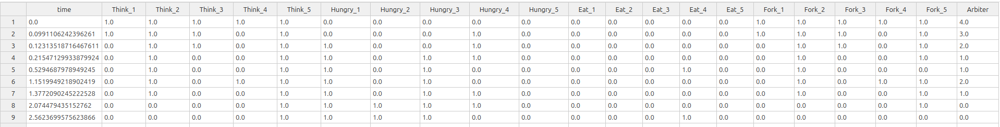 time Think_1 Think_2 Think_3 Think_4 Think_5 Hungry_1 Hungry_2 Hungry_3 Hungry_4 Hungry_5 Eat_1 Eat_2 Eat_3 Eat_4 Eat_5 Fork_1 Fork_2 Fork_3 Fork_4 Fork_5 Arbiter
1 0.0 1.0 1.0 1.0 1.0 1.0 0.0 0.0 0.0 0.0 0.0 0.0 0.0 0.0 0.0 0.0 1.0 1.0 1.0 1.0 1.0 4.0
2 0.0991106242396261 1.0 1.0 1.0 0.0 1.0 0.0 0.0 0.0 1.0 0.0 0.0 0.0 0.0 0.0 0.0 1.0 1.0 1.0 0.0 1.0 3.0
3 0.12313518716467611 0.0 1.0 1.0 0.0 1.0 1.0 0.0 0.0 1.0 0.0 0.0 0.0 0.0 0.0 0.0 0.0 1.0 1.0 0.0 1.0 2.0
4 0.21547129933879924 0.0 1.0 0.0 0.0 1.0 1.0 0.0 1.0 1.0 0.0 0.0 0.0 0.0 0.0 0.0 0.0 1.0 0.0 0.0 1.0 1.0
5 0.5294687978949245 0.0 1.0 0.0 0.0 1.0 1.0 0.0 1.0 0.0 0.0 0.0 0.0 0.0 1.0 0.0 0.0 1.0 0.0 0.0 0.0 1.0
6 1.1519949218902419 0.0 1.0 0.0 1.0 1.0 1.0 0.0 1.0 0.0 0.0 0.0 0.0 0.0 0.0 0.0 0.0 1.0 0.0 1.0 1.0 2.0
7 1.3772090245222528 0.0 1.0 0.0 0.0 1.0 1.0 0.0 1.0 1.0 0.0 0.0 0.0 0.0 0.0 0.0 0.0 1.0 0.0 0.0 1.0 1.0
8 2.074479435152762 0.0 0.0 0.0 0.0 1.0 1.0 1.0 1.0 1.0 0.0 0.0 0.0 0.0 0.0 0.0 0.0 0.0 0.0 0.0 1.0 0.0
9 2.5623699575623866 0.0 0.0 0.0 0.0 1.0 1.0 1.0 1.0 0.0 0.0 0.0 0.0 0.0 1.0 0.0 0.0 0.0 0.0 0.0 0.0 0.0